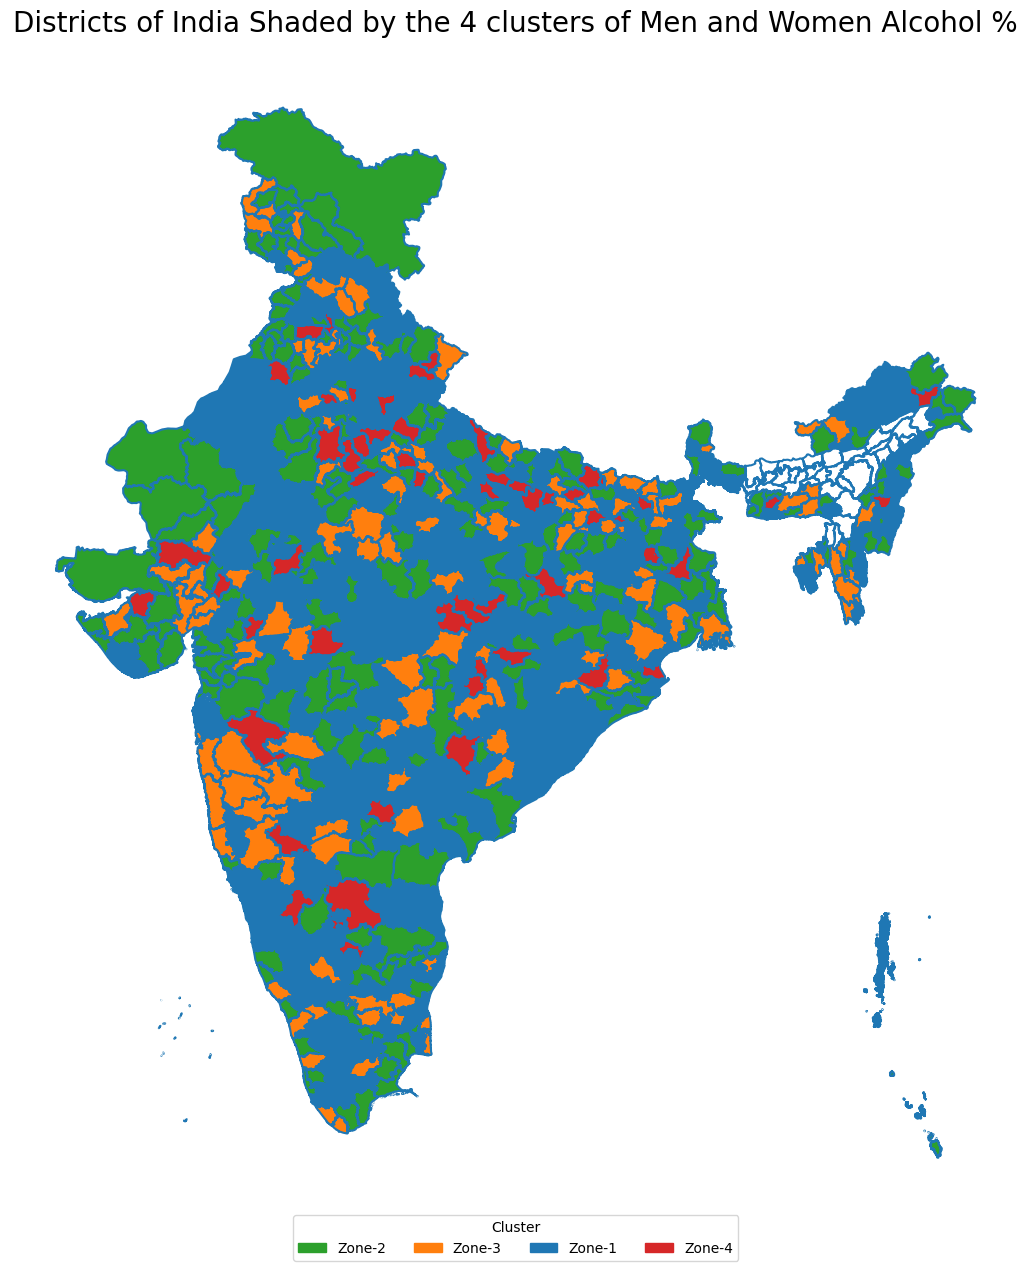 Districts of India Shaded by the 4 clusters of Men and Women Alcohol %
Cluster
Zone-2 Zone-3 Zone-1 Zone-4